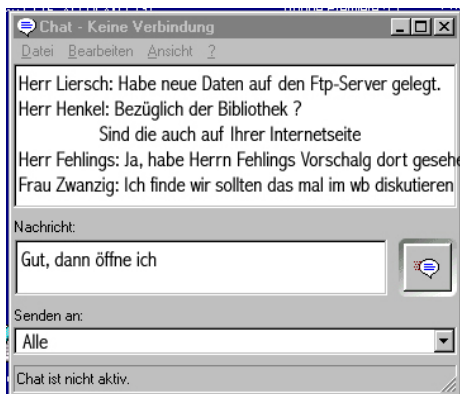 Chat - Keine Verbindung
Datei Bearbeiten Ansicht ?
Herr Liersch: Habe neue Daten auf den Ftp-Server gelegt.
Herr Henkel: Bezüglich der Bibliothek ?
Sind die auch auf Ihrer Internetseite
Herr Fehlings: Ja, habe Herrn Fehlings Vorschalg dort gesehe
Frau Zwanzig: Ich finde wir sollten das mal im wb diskutieren
Nachricht:
Gut, dann öffne ich
Senden an:
Alle
Chat ist nicht aktiv.